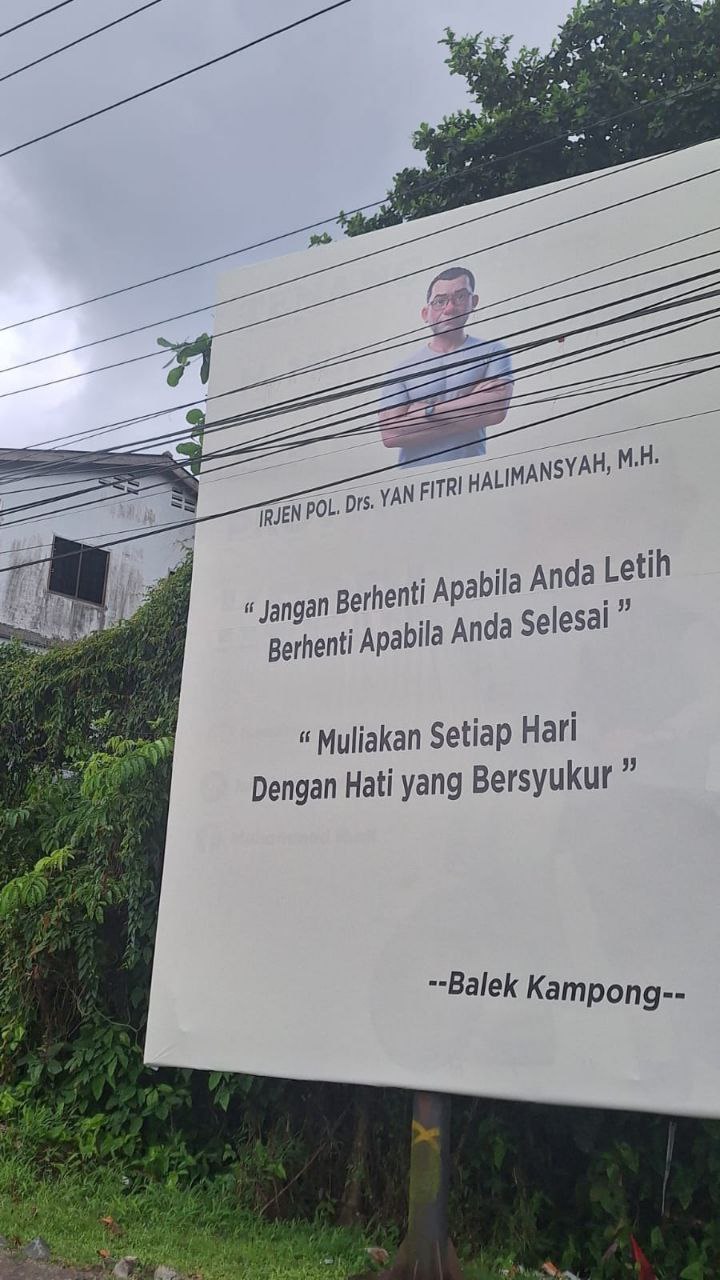 IRJEN POL. Drs. YAN FITRI HALIMANSYAH, M.H.
“ Jangan Berhenti Apabila Anda Letih
Berhenti Apabila Anda Selesai ”
“ Muliakan Setiap Hari
Dengan Hati yang Bersyukur ”
--Balek Kampong--